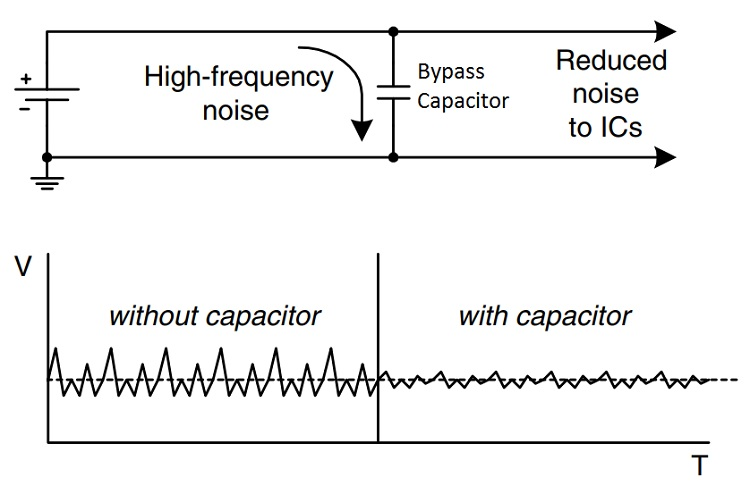 +
−
High-frequency
noise
Bypass
Capacitor
Reduced
noise
to ICs
V
without capacitor
with capacitor
T